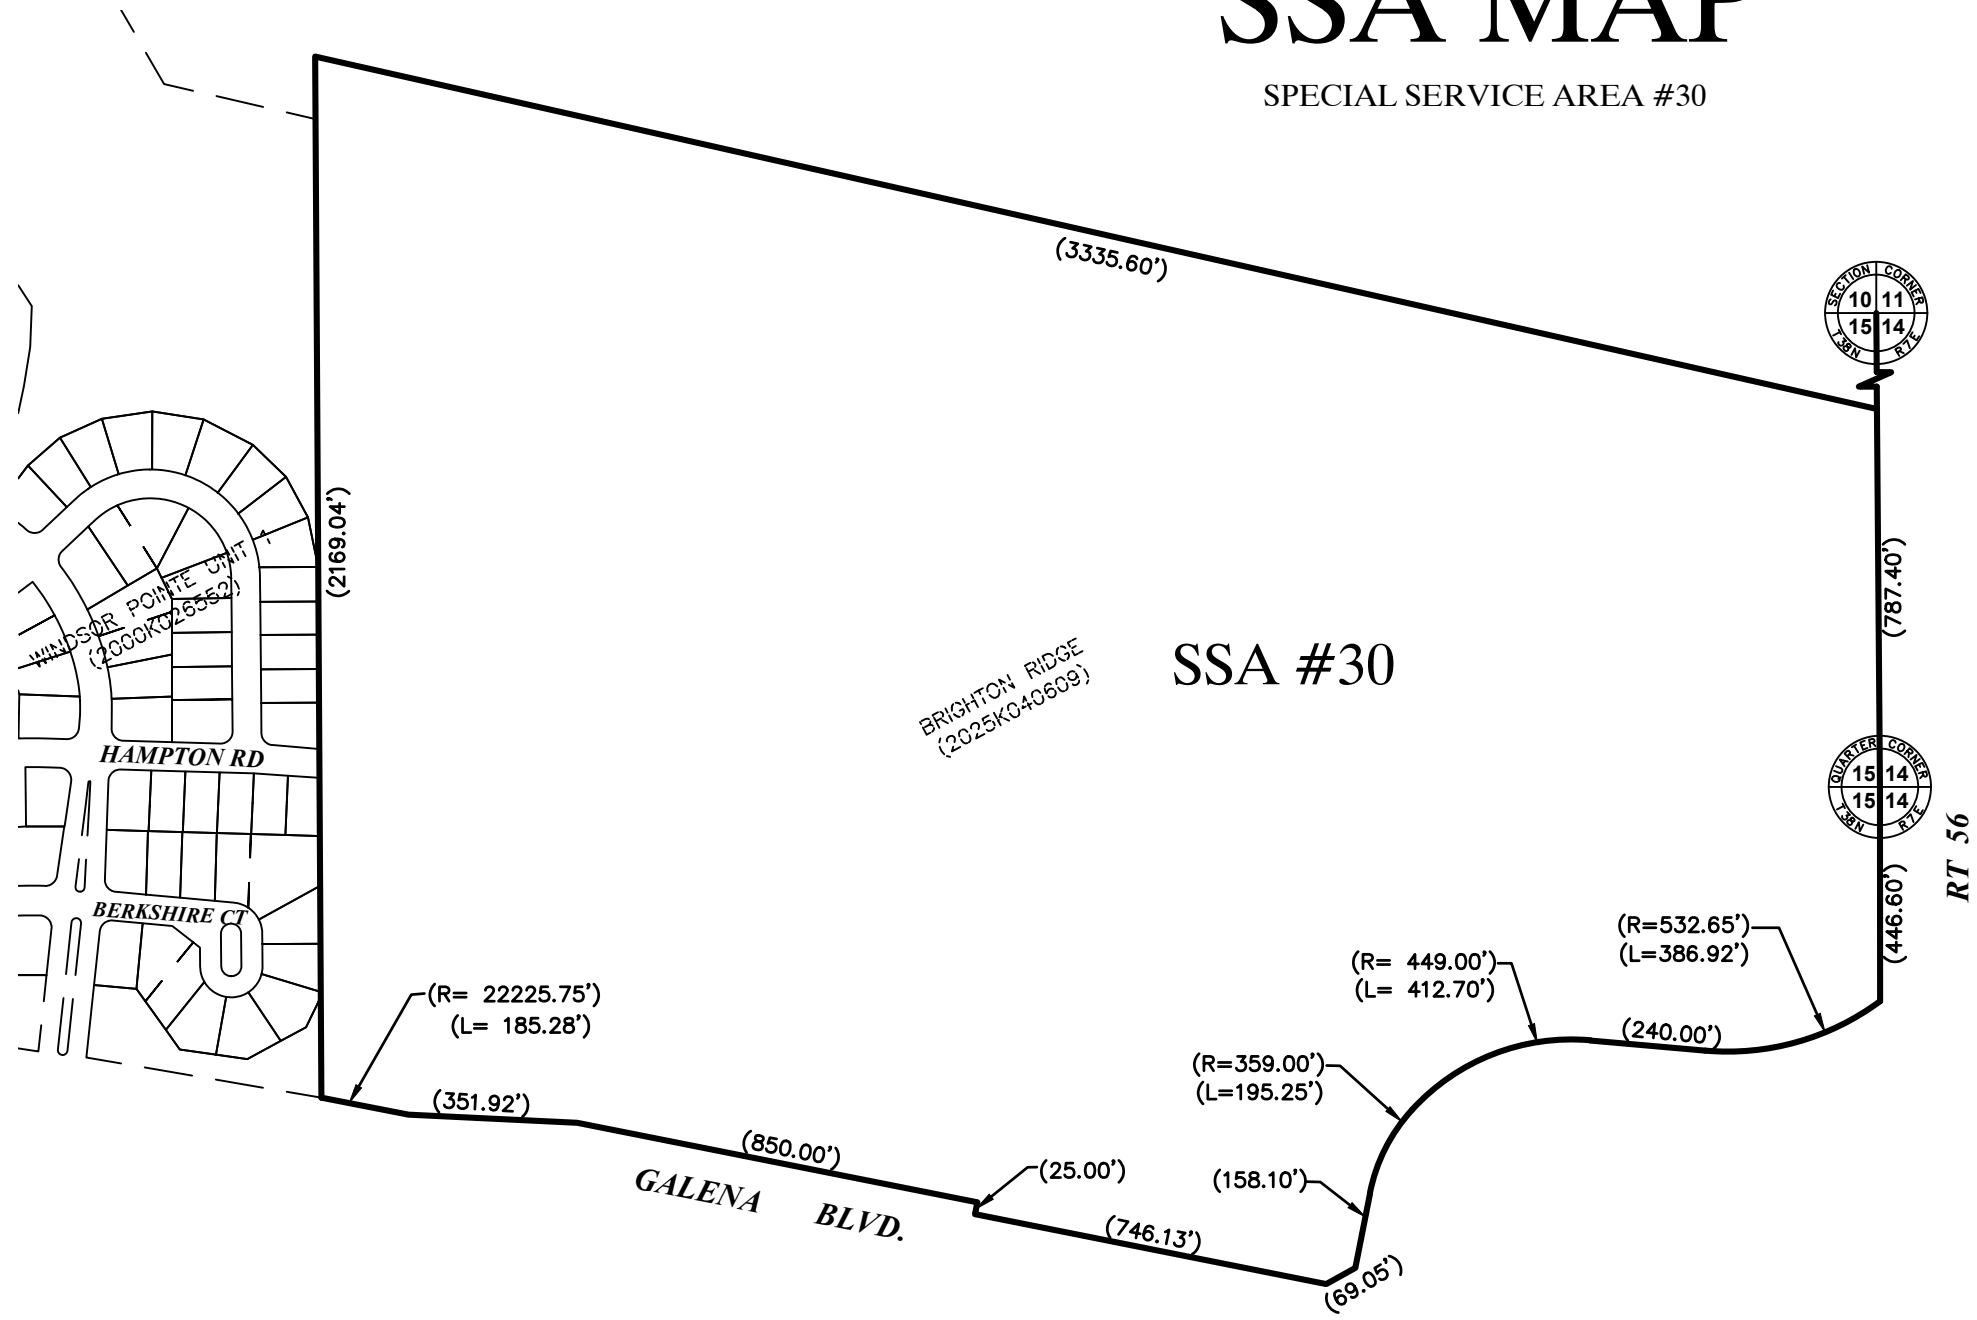 SSA MAP
SPECIAL SERVICE AREA #30
(3335.60')
SECTION CORNER
10 11
15 14
T38N R7E
(2169.04')
(787.40')
WINDSOR POINTE UNIT
(2000K026552)
SSA #30
BRIGHTON RIDGE
(2025K040609)
HAMPTON RD
QUARTER CORNER
15 14
15 14
T38N R7E
RT 56
BERKSHIRE CT
(446.60')
(R=532.65')
(L=386.92')
(R= 449.00')
(L= 412.70')
(R= 22225.75')
(L= 185.28')
(240.00')
(R=359.00')
(L=195.25')
(351.92')
(850.00')
(25.00')
(158.10')
GALENA BLVD.
(746.13')
(69.05')